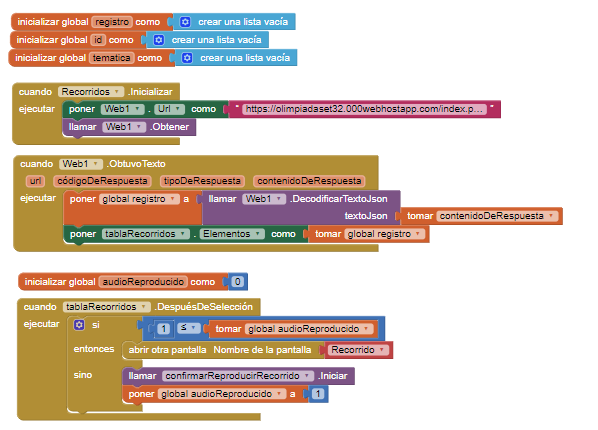 inicializar global registro como crear una lista vacía
inicializar global id como crear una lista vacía
inicializar global tematica como crear una lista vacía
cuando Recorridos .Inicializar
ejecutar poner Web1 . Url como " https://olimpiadaset32.000webhostapp.com/index.p... "
llamar Web1 .Obtener
cuando Web1 .ObtuvoTexto
url códigoDeRespuesta tipoDeRespuesta contenidoDeRespuesta
ejecutar poner global registro a llamar Web1 .DecodificarTextoJson
textoJson tomar contenidoDeRespuesta
poner tablaRecorridos . Elementos como tomar global registro
inicializar global audioReproducido como 0
cuando tablaRecorridos .DespuésDeSelección
ejecutar si 1 ≤ tomar global audioReproducido
entonces abrir otra pantalla Nombre de la pantalla Recorrido
sino llamar confirmarReproducirRecorrido .Iniciar
poner global audioReproducido a 1